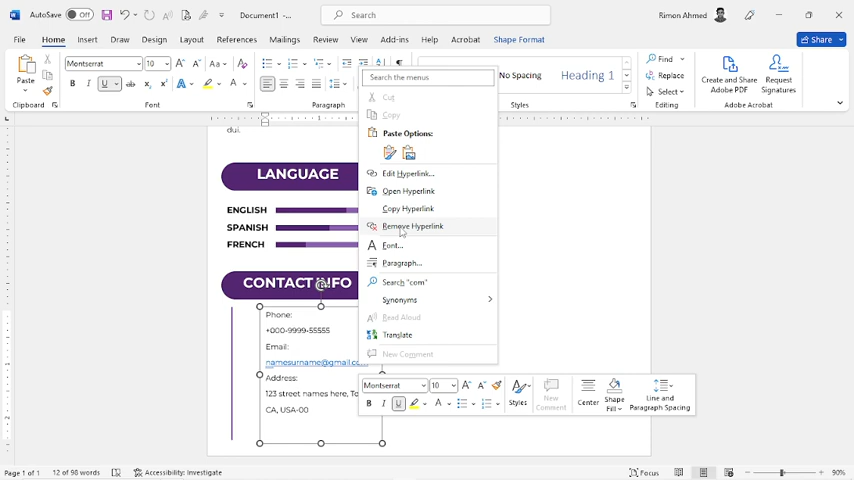 AutoSave Off Document1 -... Search Rimon Ahmed
File Home Insert Draw Design Layout References Mailings Review View Add-ins Help Acrobat Shape Format Share
Montserrat 10
Paste
No Spacing Heading 1
Find
Replace
Select
Create and Share Adobe PDF
Request Signatures
Clipboard Font Paragraph Styles Editing Adobe Acrobat
Search the menus
Cut
Copy
Paste Options:
Edit Hyperlink...
Open Hyperlink
Copy Hyperlink
Remove Hyperlink
Font...
Paragraph...
Search "com"
Synonyms
Read Aloud
Translate
New Comment
dui.
LANGUAGE
ENGLISH
SPANISH
FRENCH
CONTACT INFO
Phone:
+000-9999-55555
Email:
namesurname@gmail.com
Address:
123 street names here, To
CA, USA-00
Montserrat 10
Styles
New Comment
Center
Shape Fill
Line and Paragraph Spacing
Page 1 of 1 12 of 98 words Accessibility: Investigate Focus 90%